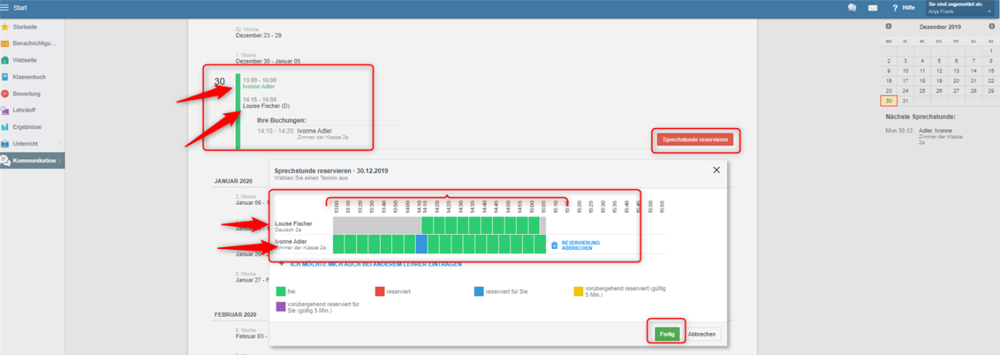 Start
Hilfe
Sie sind angemeldet als
Anja Frank
Startseite
Benachrichtigu...
Webseite
Klassenbuch
Bewertung
Lehrstoff
Ergebnisse
Unterricht
Kommunikation
52. Woche
Dezember 23 - 29
1. Woche
Dezember 30 - Januar 05
30
13:00 - 16:00
Ivonne Adler
14:15 - 16:00
Louise Fischer (D)
Ihre Buchungen:
14:10 - 14:20 Ivonne Adler
Zimmer der Klasse 2a
Sprechstunde reservieren
JANUAR 2020
2. Woche
Januar 06 - 1
Januar 20 - 2
5. Woche
Januar 27 - F
FEBRUAR 2020
6. Woche
Februar 03 -
Sprechstunde reservieren - 30.12.2019
Wählen Sie einen Termin aus
13:00 13:10 13:20 13:30 13:40 13:50 14:00 14:10 14:15 14:20 14:25 14:30 14:35 14:40 14:45 14:50 14:55 15:00 15:05 15:10 15:20 15:25 15:30 15:35 15:40 15:45 15:50 15:55
Louise Fischer
Deutsch 2a
Ivonne Adler
Zimmer der Klasse 2a
RESERVIERUNG
ABBRECHEN
+ ICH MÖCHTE MICH AUCH BEI ANDEREM LEHRER EINTRAGEN
frei
reserviert
reserviert für Sie
vorübergehend reserviert (gültig
5 Min.)
vorübergehend reserviert für
Sie (gültig 5 Min.)
Fertig
Abbrechen
Dezember 2019
MO DI MI DO FR SA SO
1
2 3 4 5 6 7 8
9 10 11 12 13 14 15
16 17 18 19 20 21 22
23 24 25 26 27 28 29
30 31
Nächste Sprechstunde:
Mon 30.12. Adler, Ivonne
Zimmer der Klasse
2a